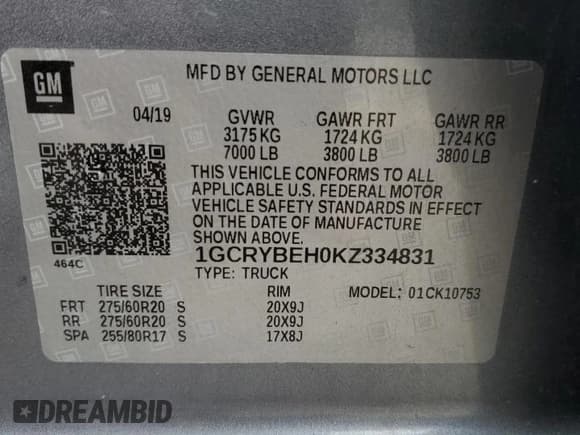 GM
MFD BY GENERAL MOTORS LLC
04/19 GVWR GAWR FRT GAWR RR
3175 KG 1724 KG 1724 KG
7000 LB 3800 LB 3800 LB
THIS VEHICLE CONFORMS TO ALL
APPLICABLE U.S. FEDERAL MOTOR
VEHICLE SAFETY STANDARDS IN EFFECT
ON THE DATE OF MANUFACTURE
SHOWN ABOVE.
464C 1GCRYBEH0KZ334831
TYPE: TRUCK
TIRE SIZE RIM MODEL: 01CK10753
FRT 275/60R20 S 20X9J
RR 275/60R20 S 20X9J
SPA 255/80R17 S 17X8J
DREAMBID